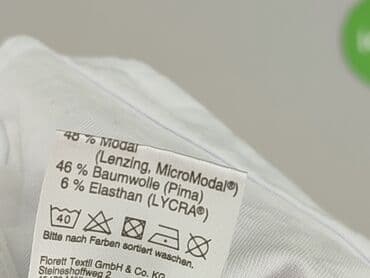 48 % Modal
(Lenzing, MicroModal®)
46 % Baumwolle (Pima)
6 % Elasthan (LYCRA®)
40
Bitte nach Farben sortiert waschen.
Florett Textil GmbH & Co. KG
Steineshoffweg 2